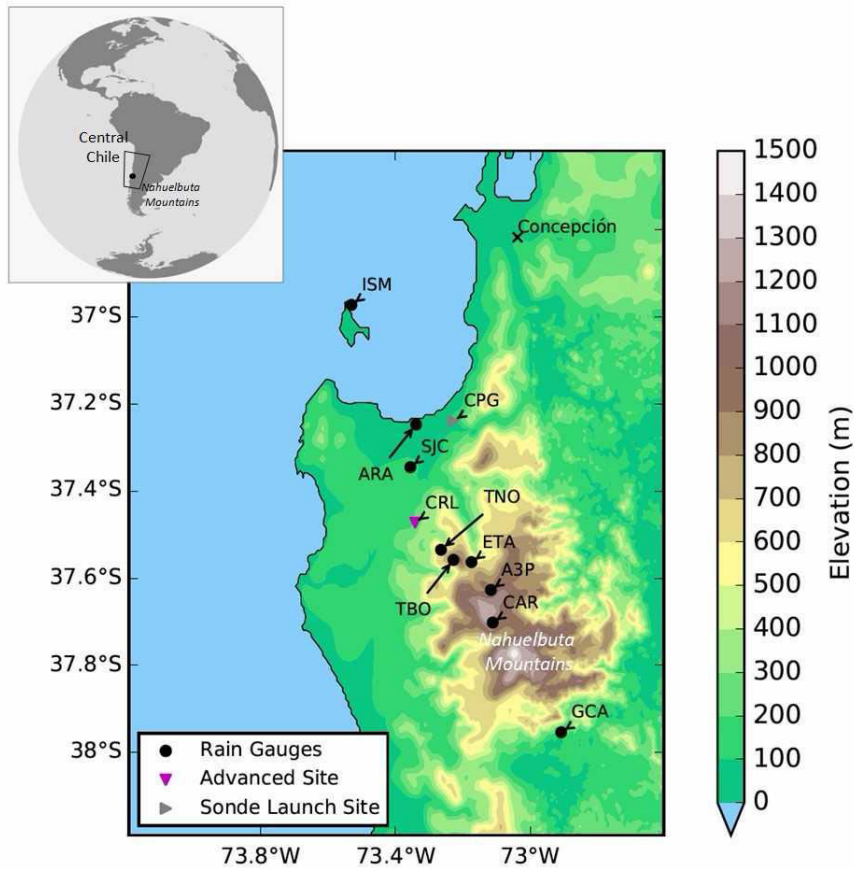 Central
Chile
Nahuelbuta
Mountains
Concepción
ISM
CPG
SJC
ARA
CRL
TNO
ETA
A3P
TBO
CAR
Nahuelbuta
Mountains
GCA
37°S
37.2°S
37.4°S
37.6°S
37.8°S
38°S
73.8°W
73.4°W
73°W
Rain Gauges
Advanced Site
Sonde Launch Site
1500
1400
1300
1200
1100
1000
900
800
700
600
500
400
300
200
100
0
Elevation (m)